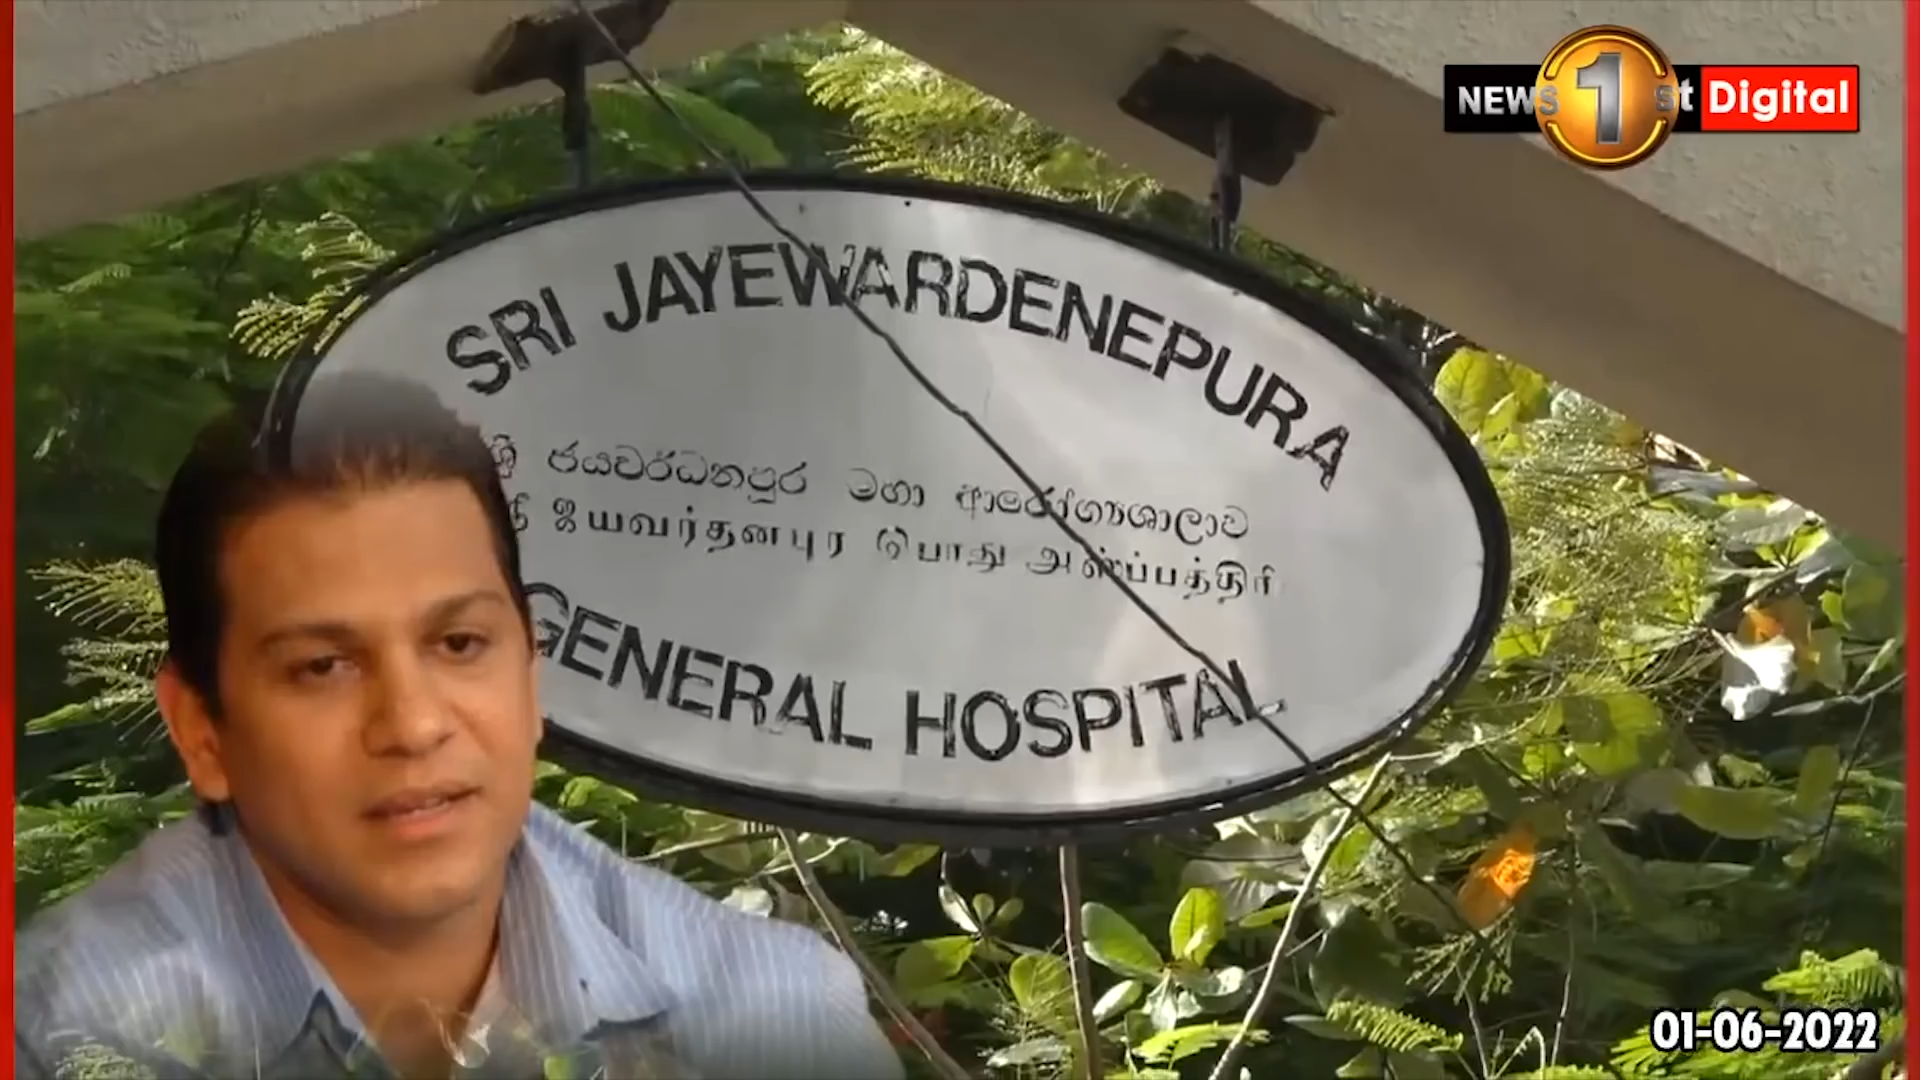 NEWS 1st Digital
SRI JAYEWARDENEPURA
ශ්‍රී ජයවර්ධනපුර මහා ආරෝග්‍යශාලාව
ஜயவர்தனபுர பொது அஸ்ப்பத்திரி
GENERAL HOSPITAL
01-06-2022